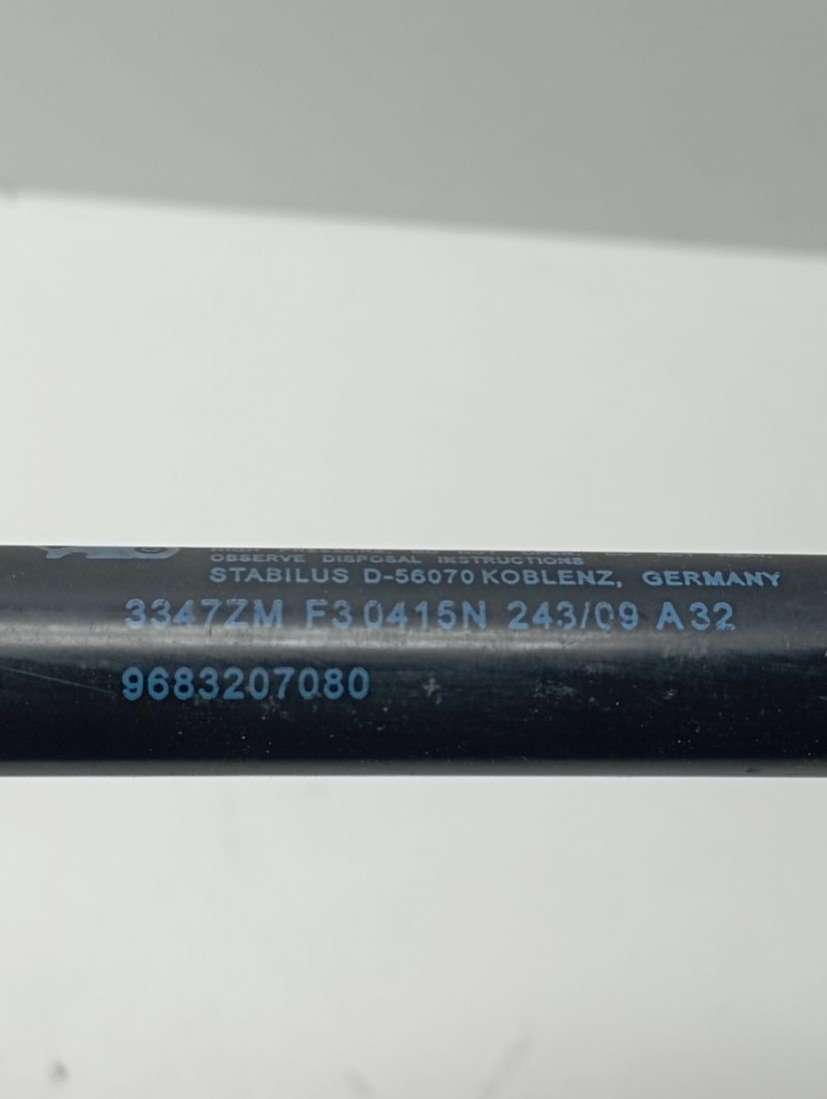 OBSERVE DISPOSAL INSTRUCTIONS
STABILUS D-56070 KOBLENZ, GERMANY
3347ZM F3 0415N 243/09 A32
9683207080